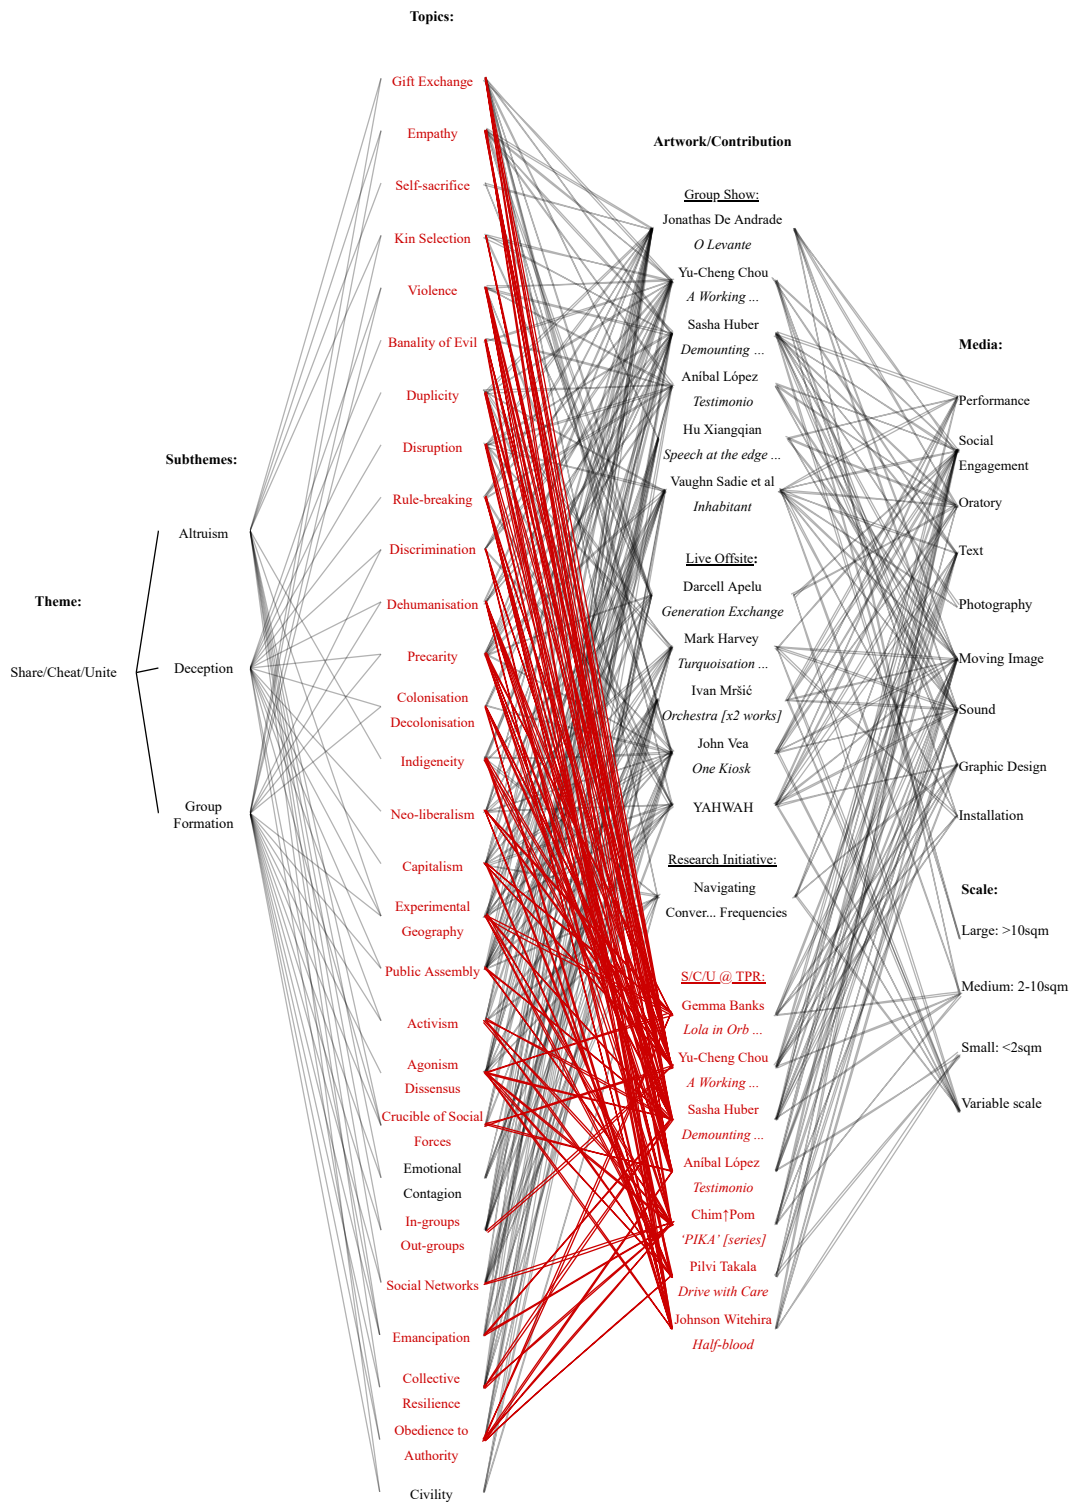 Theme:
Share/Cheat/Unite
Subthemes:
Altruism
Deception
Group
Formation
Topics:
Gift Exchange
Empathy
Self-sacrifice
Kin Selection
Violence
Banality of Evil
Duplicity
Disruption
Rule-breaking
Discrimination
Dehumanisation
Precarity
Colonisation
Decolonisation
Indigeneity
Neo-liberalism
Capitalism
Experimental
Geography
Public Assembly
Activism
Agonism
Dissensus
Crucible of Social
Forces
Emotional
Contagion
In-groups
Out-groups
Social Networks
Emancipation
Collective
Resilience
Obedience to
Authority
Civility
Artwork/Contribution
Group Show:
Jonathas De Andrade
O Levante
Yu-Cheng Chou
A Working ...
Sasha Huber
Demounting ...
Aníbal López
Testimonio
Hu Xiangqian
Speech at the edge ...
Vaughn Sadie et al
Inhabitant
Live Offsite:
Darcell Apelu
Generation Exchange
Mark Harvey
Turquoisation ...
Ivan Mršić
Orchestra [x2 works]
John Vea
One Kiosk
YAHWAH
Research Initiative:
Navigating
Conver... Frequencies
S/C/U @ TPR:
Gemma Banks
Lola in Orb ...
Yu-Cheng Chou
A Working ...
Sasha Huber
Demounting ...
Aníbal López
Testimonio
Chim↑Pom
‘PIKA’ [series]
Pilvi Takala
Drive with Care
Johnson Witehira
Half-blood
Media:
Performance
Social
Engagement
Oratory
Text
Photography
Moving Image
Sound
Graphic Design
Installation
Scale:
Large: >10sqm
Medium: 2-10sqm
Small: <2sqm
Variable scale